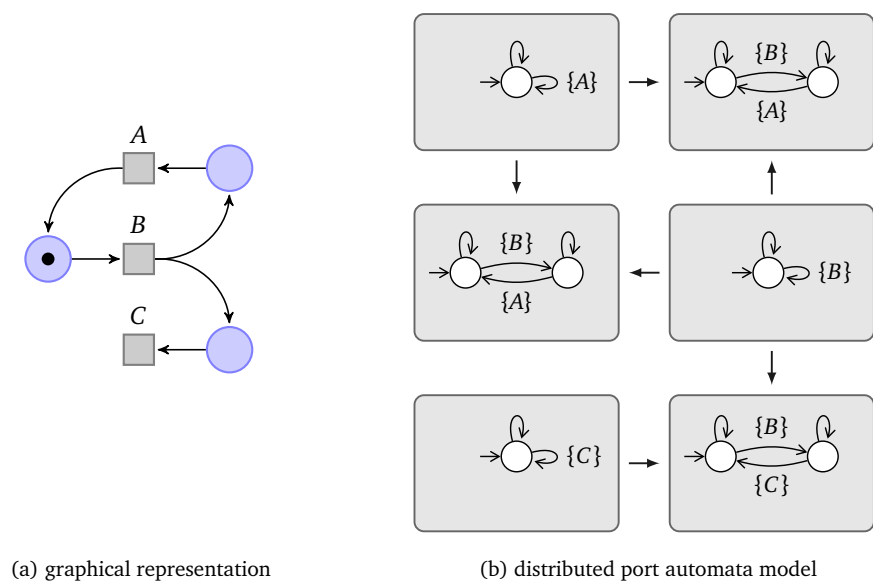 A
B
C
{A}
{B}
{A}
{B}
{A}
{B}
{C}
{B}
{C}
(a) graphical representation
(b) distributed port automata model